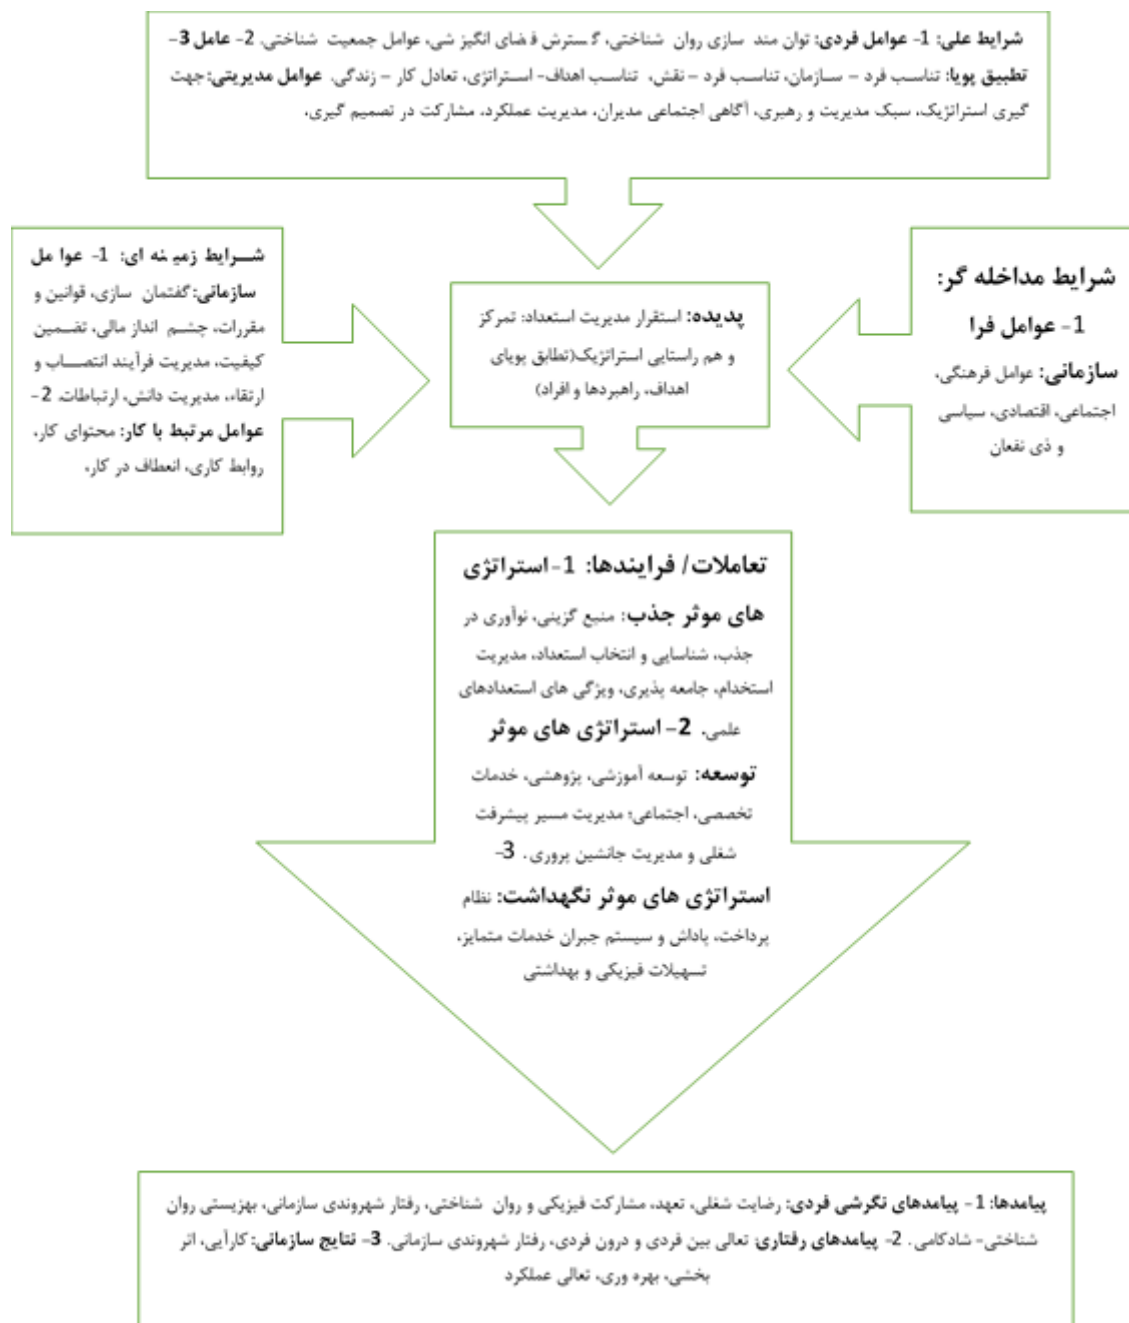 شرایط علی: 1- عوامل فردی: توان مند سازی روان شناختی، گسترش فضای انگیز شی، عوامل جمعیت شناختی. 2- عامل 3-
تطبیق پویا: تناسب فرد – سازمان، تناسب فرد – نقش، تناسب اهداف- استراتژی، تعادل کار – زندگی. عوامل مدیریتی: جهت
گیری استراتژیک، سبک مدیریت و رهبری، آگاهی اجتماعی مدیران، مدیریت عملکرد، مشارکت در تصمیم گیری.
شرایط مداخله گر:
1- عوامل فرا
سازمانی: عوامل فرهنگی،
اجتماعی، اقتصادی، سیاسی
و ذی نفعان
پدیده: استقرار مدیریت استعداد: تمرکز
و هم راستایی استراتژیک(تطابق پویای
اهداف، راهبردها و افراد)
شرایط زمینه ای: 1- عوامل
سازمانی: گفتمان سازی، قوانین و
مقررات، چشم انداز مالی، تضمین
کیفیت، مدیریت فرآیند انتصاب و
ارتقاء، مدیریت دانش، ارتباطات. 2-
عوامل مرتبط با کار: محتوای کار،
روابط کاری، انعطاف در کار.
تعاملات/ فرایندها: 1-استراتژی
های موثر جذب: منبع گزینی، نوآوری در
جذب، شناسایی و انتخاب استعداد، مدیریت
استخدام، جامعه پذیری، ویژگی های استعدادهای
علمی. 2- استراتژی های موثر
توسعه: توسعه آموزشی، پژوهشی، خدمات
تخصصی، اجتماعی؛ مدیریت مسیر پیشرفت
شغلی و مدیریت جانشین پروری. 3-
استراتژی های موثر نگهداشت: نظام
پرداخت، پاداش و سیستم جبران خدمات متمایز،
تسهیلات فیزیکی و بهداشتی
پیامدها: 1- پیامدهای نگرشی فردی: رضایت شغلی، تعهد، مشارکت فیزیکی و روان شناختی، رفتار شهروندی سازمانی، بهزیستی روان
شناختی- شادکامی. 2- پیامدهای رفتاری: تعالی بین فردی و درون فردی، رفتار شهروندی سازمانی. 3- نتایج سازمانی: کارآیی، اثر
بخشی، بهره وری، تعالی عملکرد